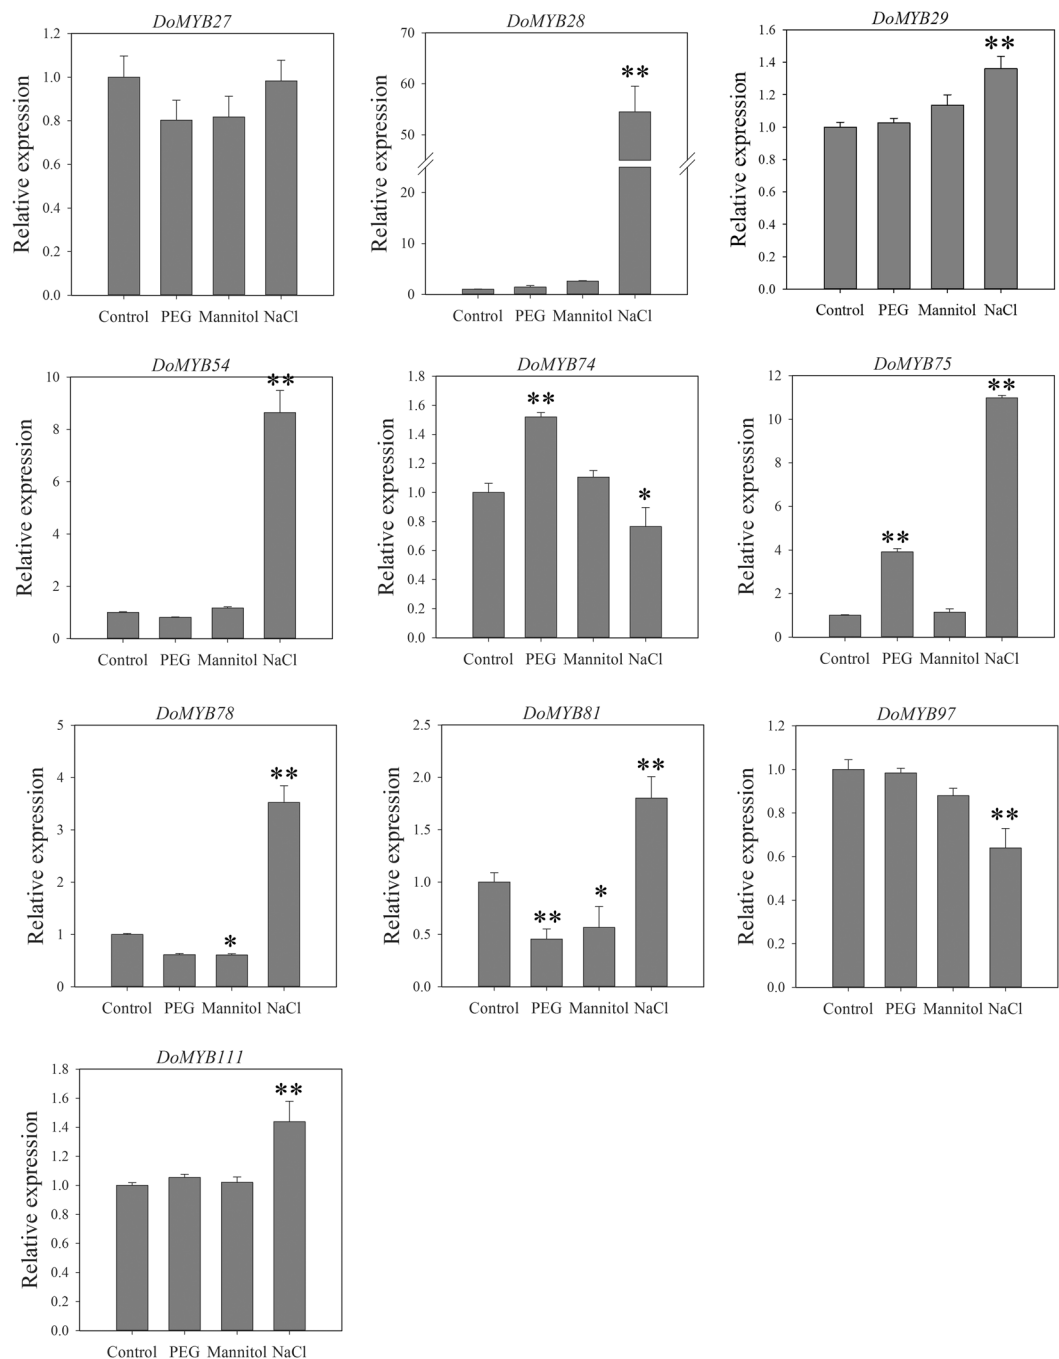 DoMYB27
Relative expression
1.2
1.0
0.8
0.6
0.4
0.2
0.0
Control PEG Mannitol NaCl
DoMYB28
Relative expression
70
60
50
20
10
0
**
Control PEG Mannitol NaCl
DoMYB29
Relative expression
1.6
1.4
1.2
1.0
0.8
0.6
0.4
0.2
0.0
**
Control PEG Mannitol NaCl
DoMYB54
Relative expression
10
8
6
4
2
0
**
Control PEG Mannitol NaCl
DoMYB74
Relative expression
1.8
1.6
1.4
1.2
1.0
0.8
0.6
0.4
0.2
0.0
**
*
Control PEG Mannitol NaCl
DoMYB75
Relative expression
12
10
8
6
4
2
0
**
**
Control PEG Mannitol NaCl
DoMYB78
Relative expression
5
4
3
2
1
0
*
**
Control PEG Mannitol NaCl
DoMYB81
Relative expression
2.5
2.0
1.5
1.0
0.5
0.0
**
*
**
Control PEG Mannitol NaCl
DoMYB97
Relative expression
1.2
1.0
0.8
0.6
0.4
0.2
0.0
**
Control PEG Mannitol NaCl
DoMYB111
Relative expression
1.8
1.6
1.4
1.2
1.0
0.8
0.6
0.4
0.2
0.0
**
Control PEG Mannitol NaCl